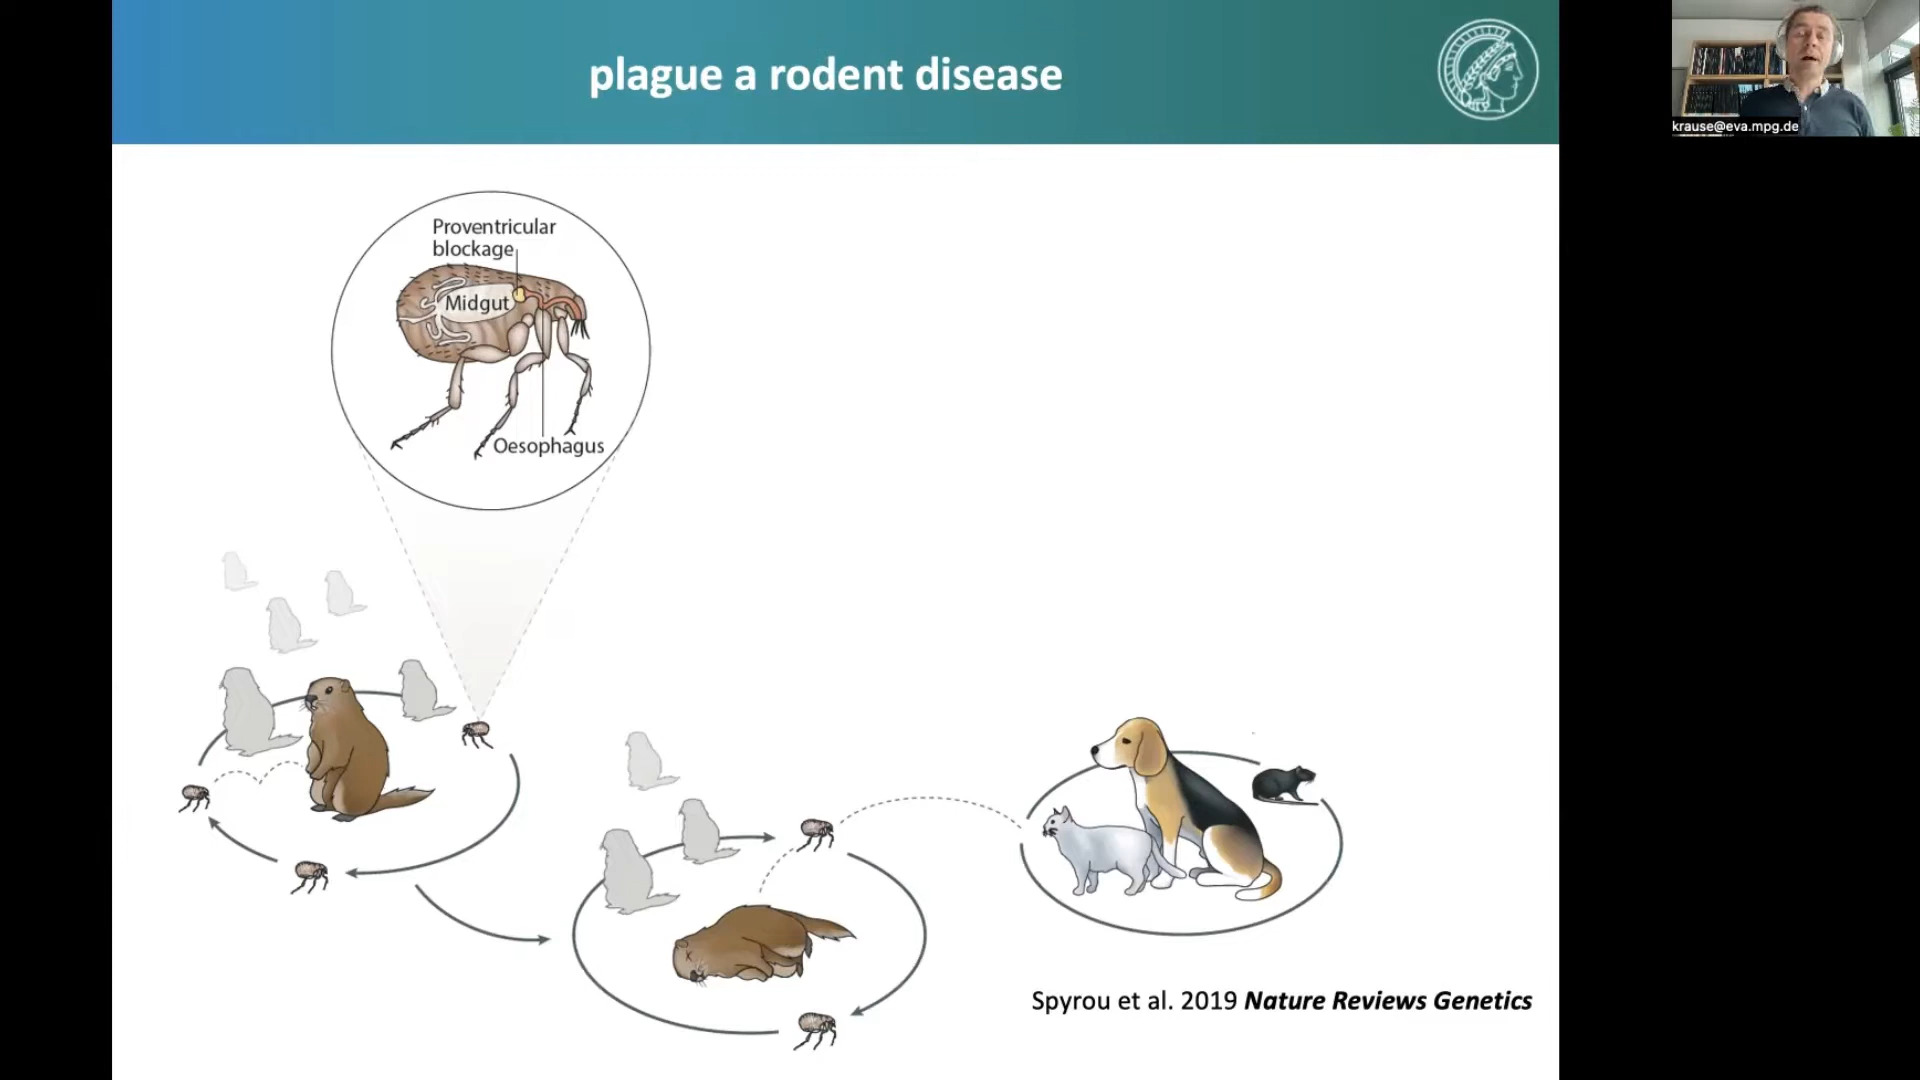 plague a rodent disease
krause@eva.mpg.de
Proventricular
blockage
Midgut
Oesophagus
Spyrou et al. 2019 Nature Reviews Genetics